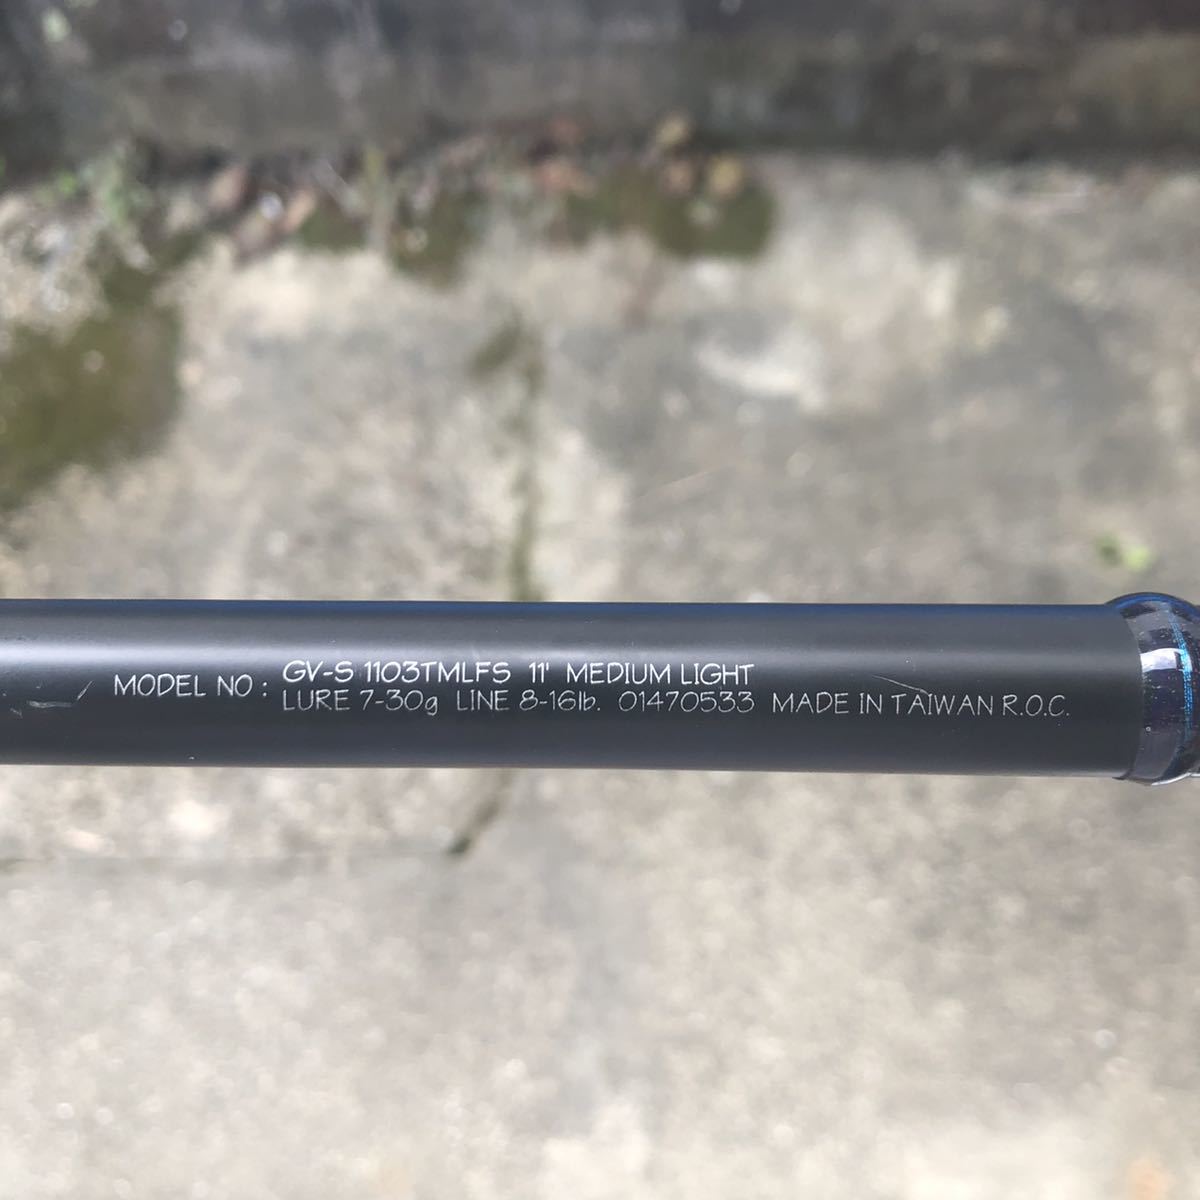 MODEL NO : GV-S 1103TMLFS 11' MEDIUM LIGHT
LURE 7-30g LINE 8-16lb. 01470533 MADE IN TAIWAN R.O.C.